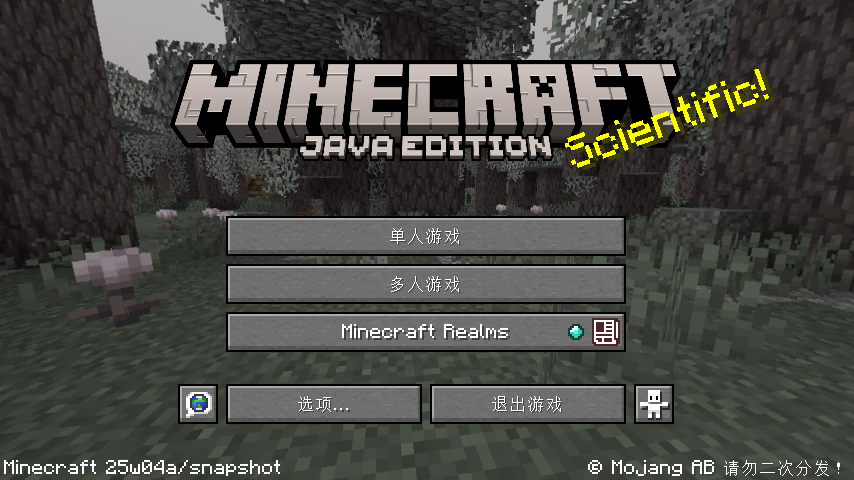 MINECRAFT
JAVA EDITION
Scientific!
单人游戏
多人游戏
Minecraft Realms
选项...
退出游戏
Minecraft 25w04a/snapshot
© Mojang AB 请勿二次分发!